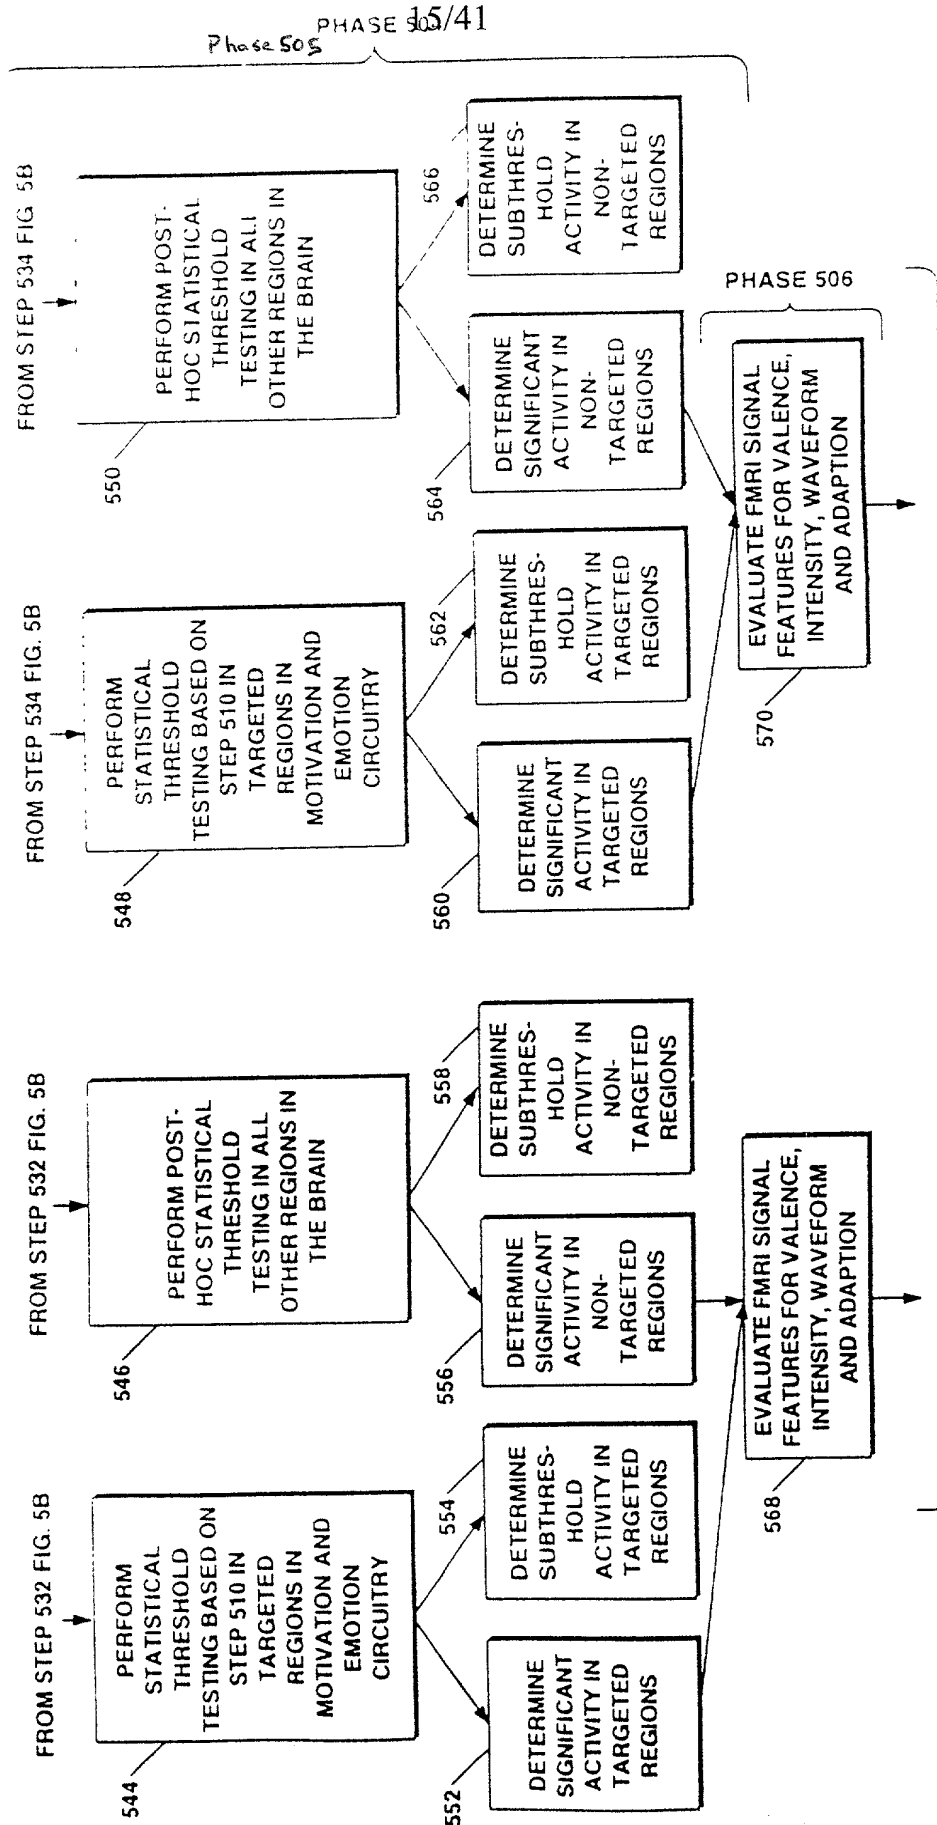 15/41
PHASE 50
Phase 505
FROM STEP 532 FIG. 5B
PERFORM
STATISTICAL
THRESHOLD
TESTING BASED ON
STEP 510 IN
TARGETED
REGIONS IN
MOTIVATION AND
EMOTION
CIRCUITRY
544
FROM STEP 532 FIG. 5B
PERFORM POST-
HOC STATISTICAL
THRESHOLD
TESTING IN ALL
OTHER REGIONS IN
THE BRAIN
546
FROM STEP 534 FIG. 5B
PERFORM
STATISTICAL
THRESHOLD
TESTING BASED ON
STEP 510 IN
TARGETED
REGIONS IN
MOTIVATION AND
EMOTION
CIRCUITRY
548
FROM STEP 534 FIG. 5B
PERFORM POST-
HOC STATISTICAL
THRESHOLD
TESTING IN ALL
OTHER REGIONS IN
THE BRAIN
550
552
DETERMINE
SIGNIFICANT
ACTIVITY IN
TARGETED
REGIONS
554
DETERMINE
SUBTHRES-
HOLD
ACTIVITY IN
TARGETED
REGIONS
556
DETERMINE
SIGNIFICANT
ACTIVITY IN
NON-
TARGETED
REGIONS
558
DETERMINE
SUBTHRES-
HOLD
ACTIVITY IN
NON-
TARGETED
REGIONS
560
DETERMINE
SIGNIFICANT
ACTIVITY IN
TARGETED
REGIONS
562
DETERMINE
SUBTHRES-
HOLD
ACTIVITY IN
TARGETED
REGIONS
564
DETERMINE
SIGNIFICANT
ACTIVITY IN
NON-
TARGETED
REGIONS
566
DETERMINE
SUBTHRES-
HOLD
ACTIVITY IN
NON-
TARGETED
REGIONS
PHASE 506
EVALUATE FMRI SIGNAL
FEATURES FOR VALENCE,
INTENSITY, WAVEFORM
AND ADAPTION
568
EVALUATE FMRI SIGNAL
FEATURES FOR VALENCE,
INTENSITY, WAVEFORM
AND ADAPTION
570